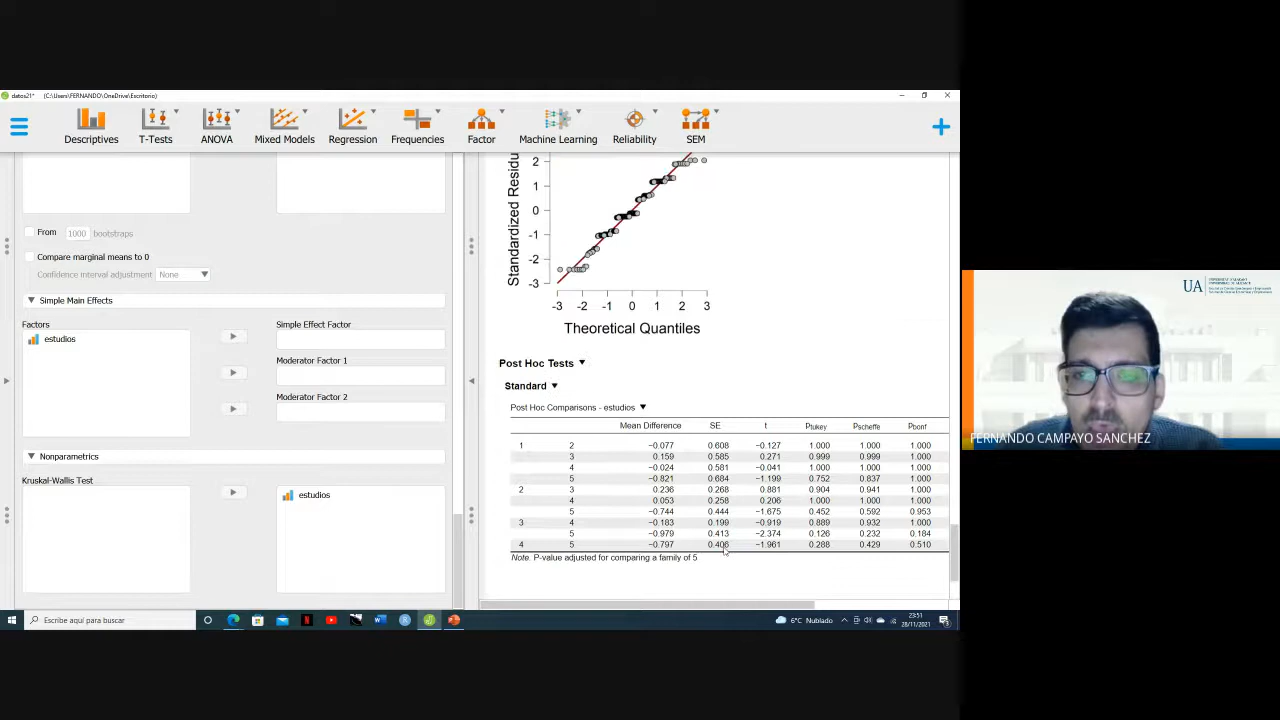 datos21* (C:\Users\FERNANDO\OneDrive\Escritorio)
Descriptives T-Tests ANOVA Mixed Models Regression Frequencies Factor Machine Learning Reliability SEM
From 1000 bootstraps
Compare marginal means to 0
Confidence interval adjustment None
Simple Main Effects
Factors
estudios
Simple Effect Factor
Moderator Factor 1
Moderator Factor 2
Nonparametrics
Kruskal-Wallis Test
estudios
Standardized Residu
2
1
0
-1
-2
-3
-3 -2 -1 0 1 2 3
Theoretical Quantiles
Post Hoc Tests
Standard
Post Hoc Comparisons - estudios
Mean Difference SE t Ptukey Pscheffe Pbonf
1 2 −0.077 0.608 −0.127 1.000 1.000 1.000
3 0.159 0.585 0.271 0.999 0.999 1.000
4 −0.024 0.581 −0.041 1.000 1.000 1.000
5 −0.821 0.684 −1.199 0.752 0.837 1.000
2 3 0.236 0.268 0.881 0.904 0.941 1.000
4 0.053 0.258 0.206 1.000 1.000 1.000
5 −0.744 0.444 −1.675 0.452 0.592 0.953
3 4 −0.183 0.199 −0.919 0.889 0.932 1.000
5 −0.979 0.413 −2.374 0.126 0.232 0.184
4 5 −0.797 0.406 −1.961 0.288 0.429 0.510
Note. P-value adjusted for comparing a family of 5
Escribe aquí para buscar
6°C Nublado
23:51
28/11/2021
UA
FERNANDO CAMPAYO SANCHEZ